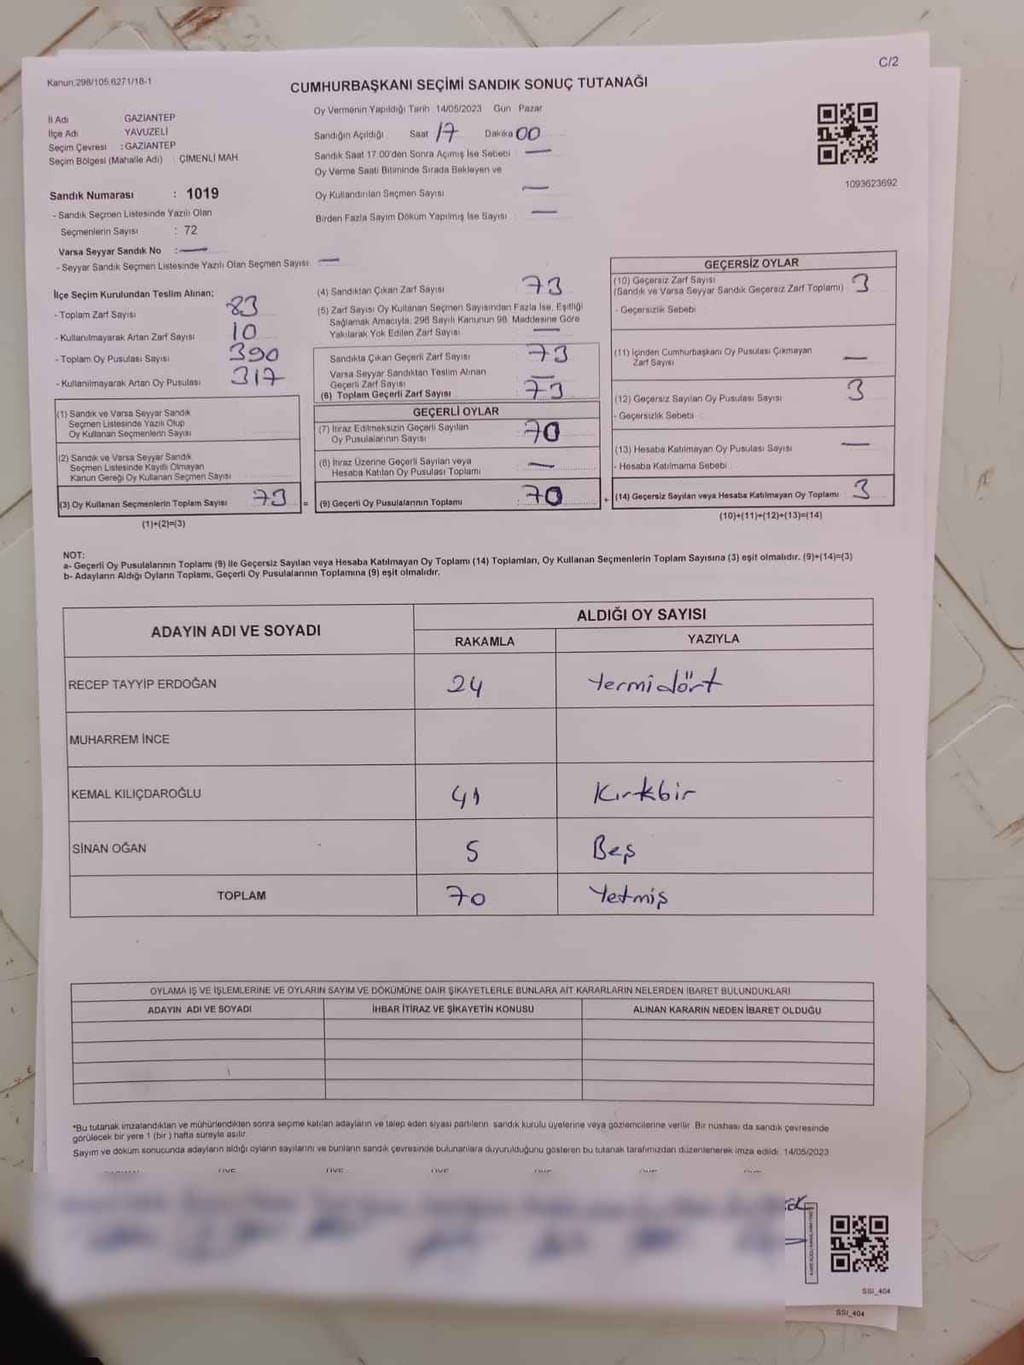 C/2
Kanun:298/105,6271/18-1
CUMHURBAŞKANI SEÇİMİ SANDIK SONUÇ TUTANAĞI
İl Adı GAZİANTEP
İlçe Adı YAVUZELİ
Seçim Çevresi : GAZİANTEP
Seçim Bölgesi (Mahalle Adı) : ÇİMENLİ MAH
Oy Vermenin Yapıldığı Tarih 14/05/2023 Gün Pazar
Sandığın Açıldığı Saat 17 Dakika 00
Sandık Saat 17.00'den Sonra Açımış İse Sebebi —
Oy Verme Saati Bitiminde Sırada Bekleyen ve
Oy Kullandırılan Seçmen Sayısı —
Birden Fazla Sayım Döküm Yapılmış İse Sayısı —
1093623692
Sandık Numarası : 1019
- Sandık Seçmen Listesinde Yazılı Olan
Seçmenlerin Sayısı : 72
Varsa Seyyar Sandık No : —
- Seyyar Sandık Seçmen Listesinde Yazılı Olan Seçmen Sayısı —
İlçe Seçim Kurulundan Teslim Alınan;
- Toplam Zarf Sayısı 83
- Kullanılmayarak Artan Zarf Sayısı 10
- Toplam Oy Pusulası Sayısı 390
- Kullanılmayarak Artan Oy Pusulası 317
(1) Sandık ve Varsa Seyyar Sandık
Seçmen Listesinde Yazılı Olup
Oy Kullanan Seçmenlerin Sayısı
(2) Sandık ve Varsa Seyyar Sandık
Seçmen Listesinde Kayıtlı Olmayan
Kanun Gereği Oy Kullanan Seçmen Sayısı
(3) Oy Kullanan Seçmenlerin Toplam Sayısı 73 =
(1)+(2)=(3)
(4) Sandıktan Çıkan Zarf Sayısı 73
(5) Zarf Sayısı Oy Kullanan Seçmen Sayısından Fazla İse, Eşitliği
Sağlamak Amacıyla, 298 Sayılı Kanunun 98. Maddesine Göre
Yakılarak Yok Edilen Zarf Sayısı —
Sandıkta Çıkan Geçerli Zarf Sayısı 73
Varsa Seyyar Sandıktan Teslim Alınan
Geçerli Zarf Sayısı —
(6) Toplam Geçerli Zarf Sayısı 73
GEÇERLİ OYLAR
(7) İtiraz Edilmeksizin Geçerli Sayılan
Oy Pusulalarının Sayısı 70
(8) İtiraz Üzerine Geçerli Sayılan veya
Hesaba Katılan Oy Pusulası Toplamı —
(9) Geçerli Oy Pusulalarının Toplamı 70 +
GEÇERSİZ OYLAR
(10) Geçersiz Zarf Sayısı
(Sandık ve Varsa Seyyar Sandık Geçersiz Zarf Toplamı) 3
- Geçersizlik Sebebi
(11) İçinden Cumhurbaşkanı Oy Pusulası Çıkmayan
Zarf Sayısı —
(12) Geçersiz Sayılan Oy Pusulası Sayısı 3
- Geçersizlik Sebebi
(13) Hesaba Katılmayan Oy Pusulası Sayısı —
- Hesaba Katılmama Sebebi
(14) Geçersiz Sayılan veya Hesaba Katılmayan Oy Toplamı 3
(10)+(11)+(12)+(13)=(14)
NOT:
a- Geçerli Oy Pusulalarının Toplamı (9) ile Geçersiz Sayılan veya Hesaba Katılmayan Oy Toplamı (14) Toplamları, Oy Kullanan Seçmenlerin Toplam Sayısına (3) eşit olmalıdır. (9)+(14)=(3)
b- Adayların Aldığı Oyların Toplamı, Geçerli Oy Pusulalarının Toplamına (9) eşit olmalıdır.
ADAYIN ADI VE SOYADI
ALDIĞI OY SAYISI
RAKAMLA YAZIYLA
RECEP TAYYİP ERDOĞAN 24 Yermidört
MUHARREM İNCE
KEMAL KILIÇDAROĞLU 41 Kırkbir
SİNAN OĞAN 5 Beş
TOPLAM 70 Yetmiş
OYLAMA İŞ VE İŞLEMLERİNE VE OYLARIN SAYIM VE DÖKÜMÜNE DAİR ŞİKAYETLERLE BUNLARA AİT KARARLARIN NELERDEN İBARET BULUNDUKLARI
ADAYIN ADI VE SOYADI İHBAR İTİRAZ VE ŞİKAYETİN KONUSU ALINAN KARARIN NEDEN İBARET OLDUĞU
*Bu tutanak imzalandıktan ve mühürlendikten sonra seçime katılan adayların ve talep eden siyasi partilerin sandık kurulu üyelerine veya gözlemcilerine verilir. Bir nüshası da sandık çevresinde
görülecek bir yere 1 (bir) hafta süreyle asılır.
Sayım ve döküm sonucunda adayların aldığı oyların sayılarını ve bunların sandık çevresinde bulunanlara duyurulduğunu gösteren bu tutanak tarafımızdan düzenlenerek imza edildi. 14/05/2023
SSI_404
SSI_404